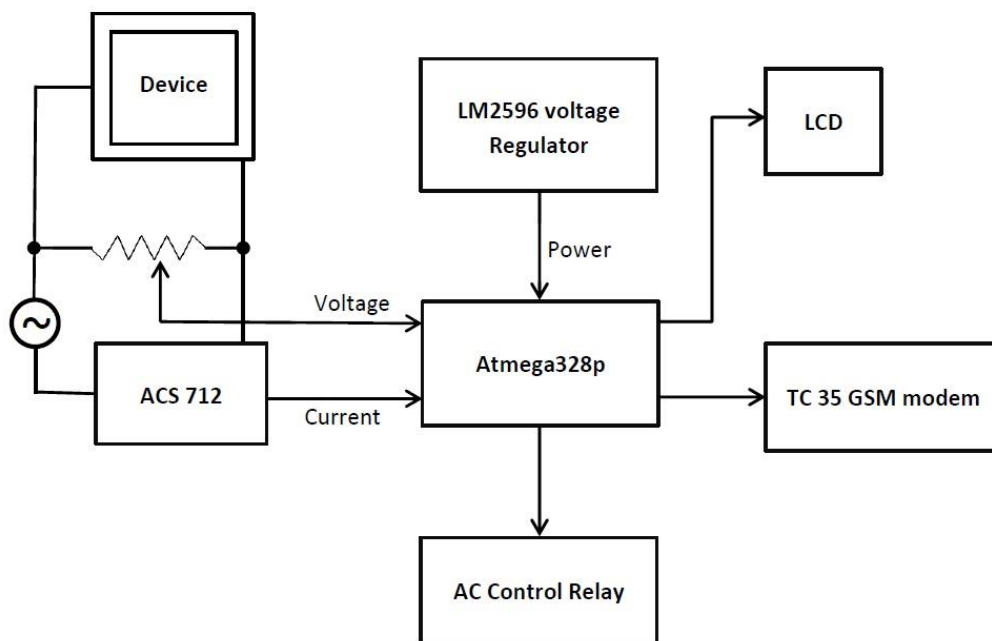 Device
LM2596 voltage
Regulator
LCD
Power
Voltage
Atmega328p
ACS 712
Current
TC 35 GSM modem
AC Control Relay